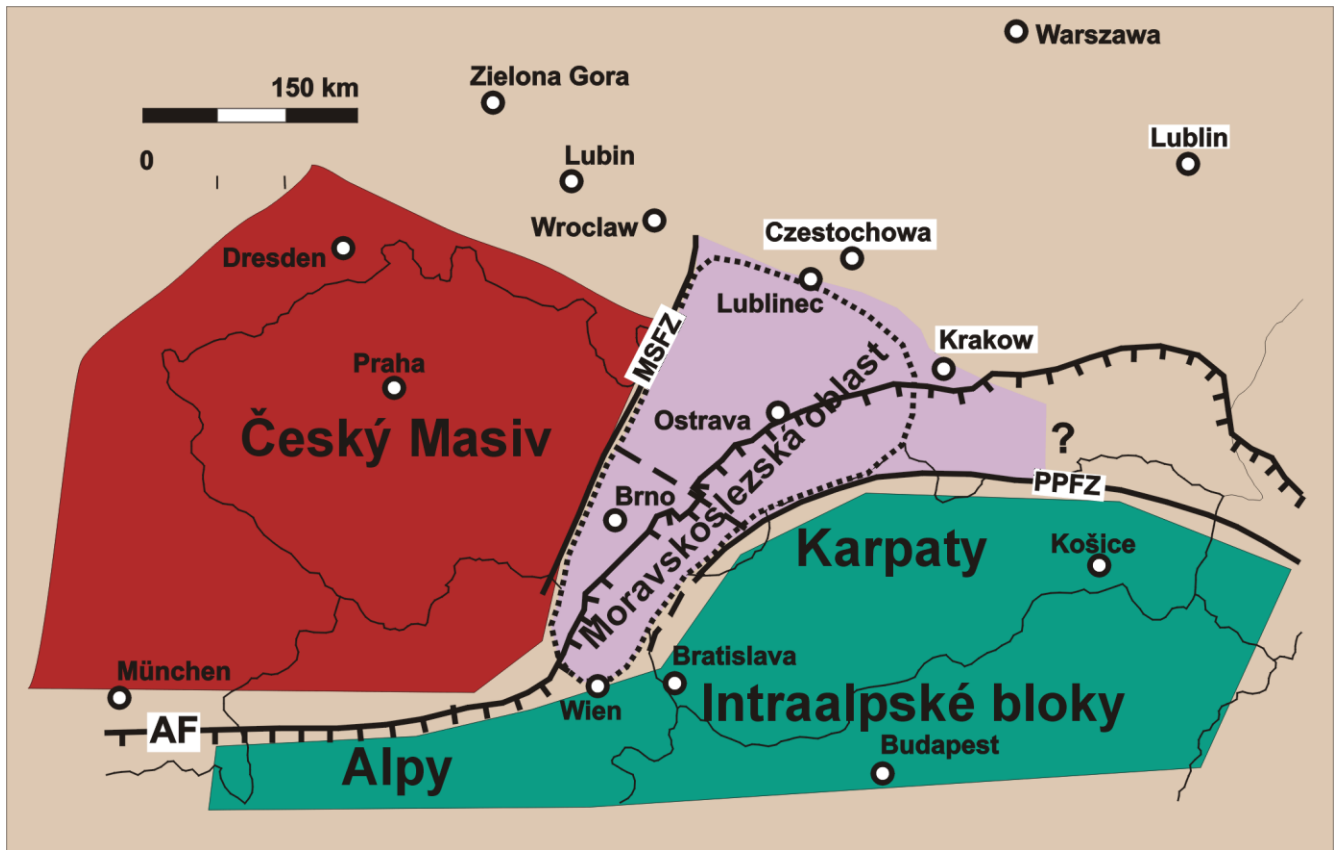 Warszawa
Zielona Gora
150 km
0
Lubin
Lublin
Wroclaw
Czestochowa
Dresden
Lublinec
MSFZ
Krakow
Praha
Ostrava
Český Masiv
Moravskoslezská oblast
?
PPFZ
Brno
Karpaty
Košice
München
Bratislava
Wien
Intraalpské bloky
AF
Budapest
Alpy